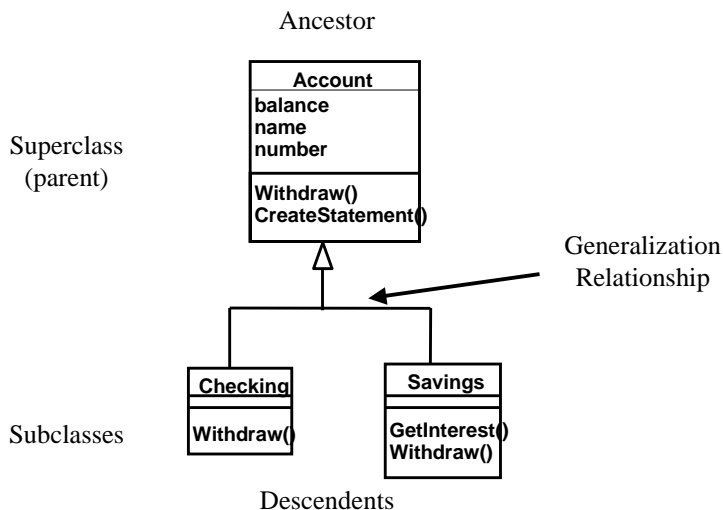 Ancestor
Account
balance
name
number
Superclass
(parent)
Withdraw()
CreateStatement()
Generalization
Relationship
Checking
Savings
Subclasses
Withdraw()
GetInterest()
Withdraw()
Descendents